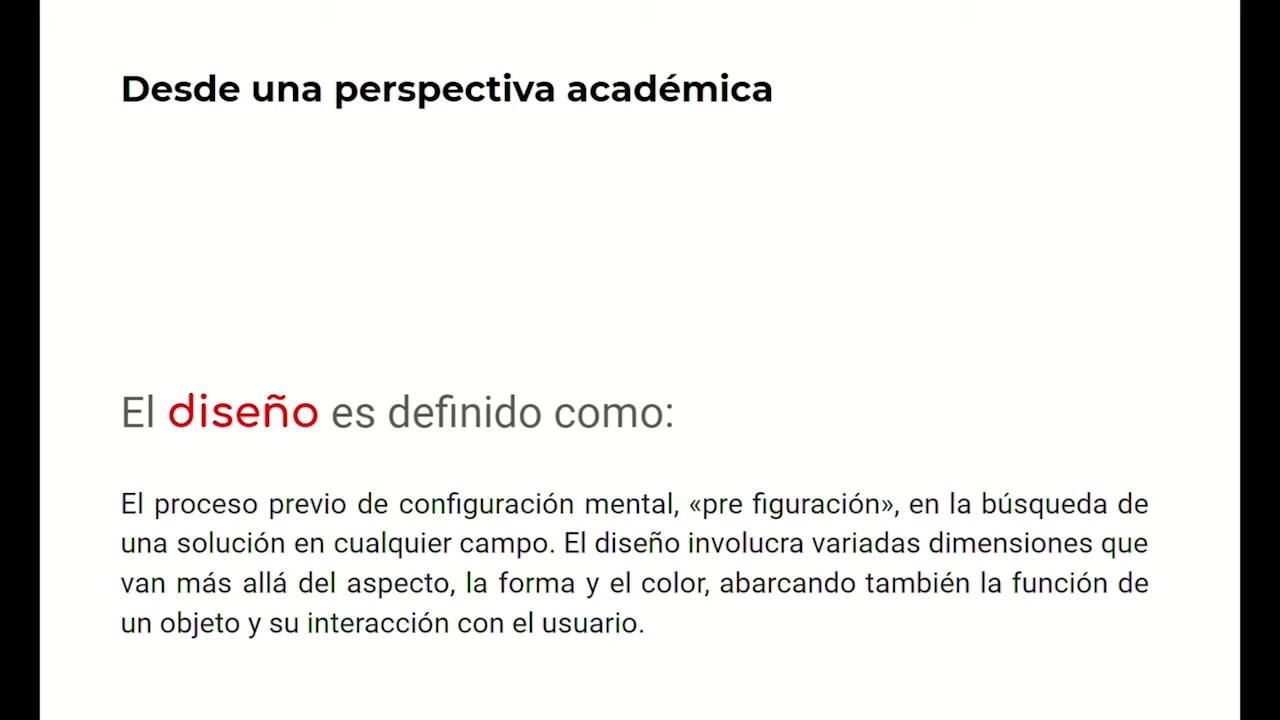 Desde una perspectiva académica
El diseño es definido como:
El proceso previo de configuración mental, «pre figuración», en la búsqueda de
una solución en cualquier campo. El diseño involucra variadas dimensiones que
van más allá del aspecto, la forma y el color, abarcando también la función de
un objeto y su interacción con el usuario.